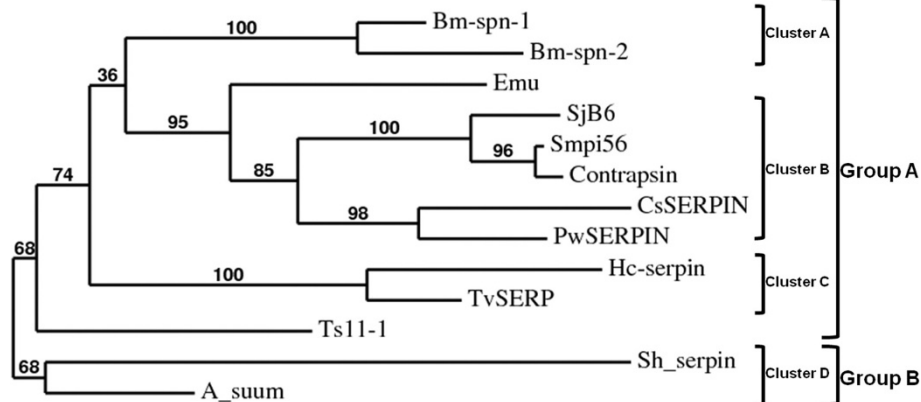 Bm-spn-1
100
Cluster A
Bm-spn-2
36
Emu
95
SjB6
100
Smpi56
96
Contrapsin
85
Cluster B
Group A
74
CsSERPIN
98
PwSERPIN
68
Hc-serpin
100
Cluster C
TvSERP
Ts11-1
Sh_serpin
68
Cluster D
Group B
A_suum